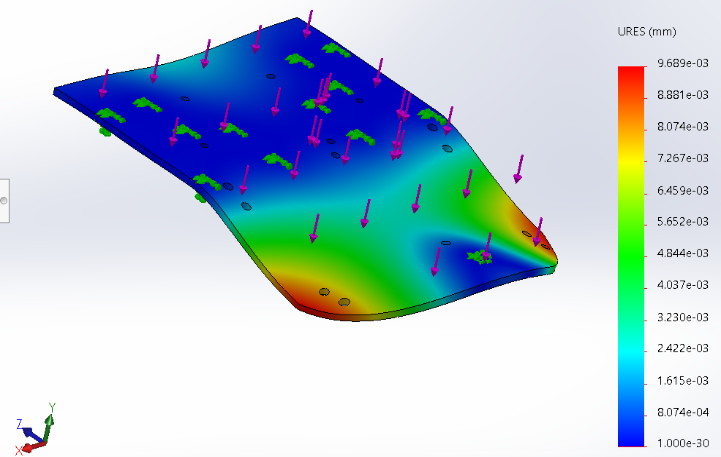 URES (mm)
9.689e-03
8.881e-03
8.074e-03
7.267e-03
6.459e-03
5.652e-03
4.844e-03
4.037e-03
3.230e-03
2.422e-03
1.615e-03
8.074e-04
1.000e-30
Y
Z
X